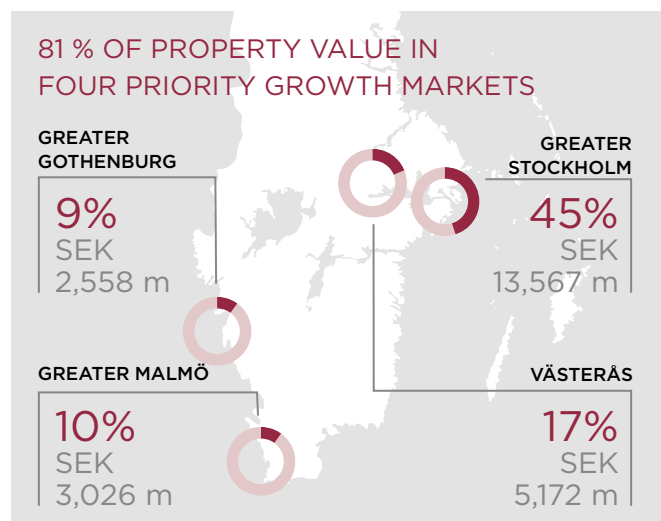 81 % OF PROPERTY VALUE IN
FOUR PRIORITY GROWTH MARKETS
GREATER
GOTHENBURG
9%
SEK
2,558 m
GREATER
STOCKHOLM
45%
SEK
13,567 m
GREATER MALMÖ
10%
SEK
3,026 m
VÄSTERÅS
17%
SEK
5,172 m